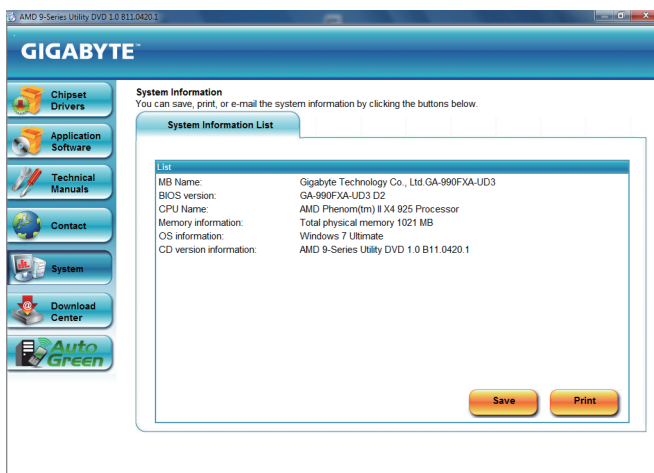 AMD 9-Series Utility DVD 1.0 B11.0420.1
GIGABYTE™
Chipset
Drivers
Application
Software
Technical
Manuals
Contact
System
Download
Center
Auto
Green
System Information
You can save, print, or e-mail the system information by clicking the buttons below.
System Information List
List
MB Name: Gigabyte Technology Co., Ltd.GA-990FXA-UD3
BIOS version: GA-990FXA-UD3 D2
CPU Name: AMD Phenom(tm) II X4 925 Processor
Memory information: Total physical memory 1021 MB
OS information: Windows 7 Ultimate
CD version information: AMD 9-Series Utility DVD 1.0 B11.0420.1
Save Print